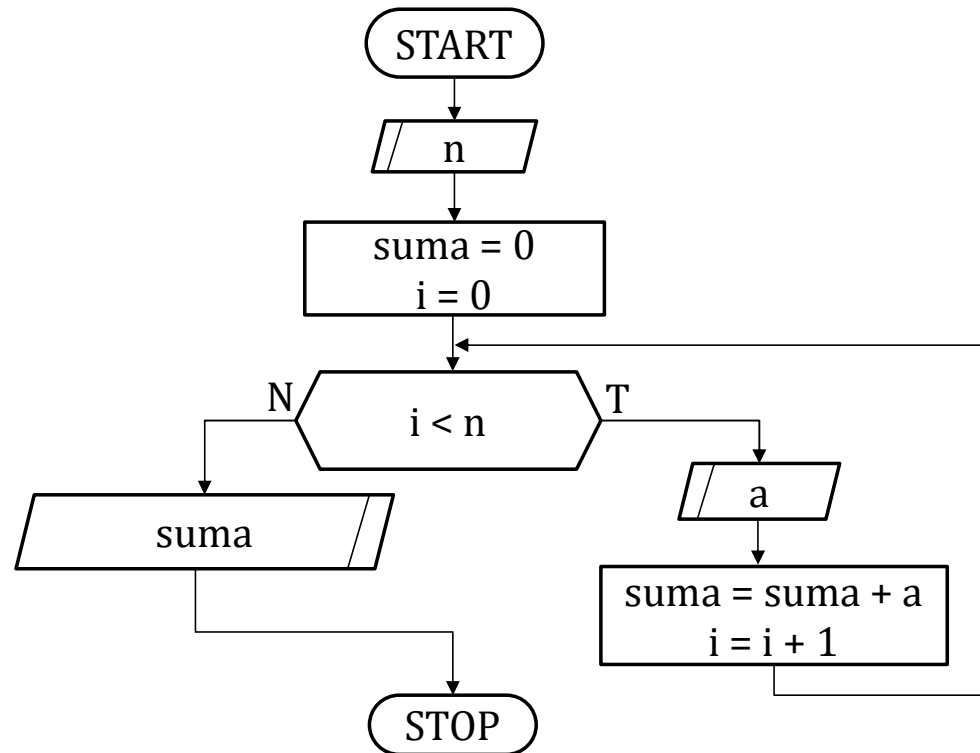 START
n
suma = 0
i = 0
N
i < n
T
suma
a
suma = suma + a
i = i + 1
STOP